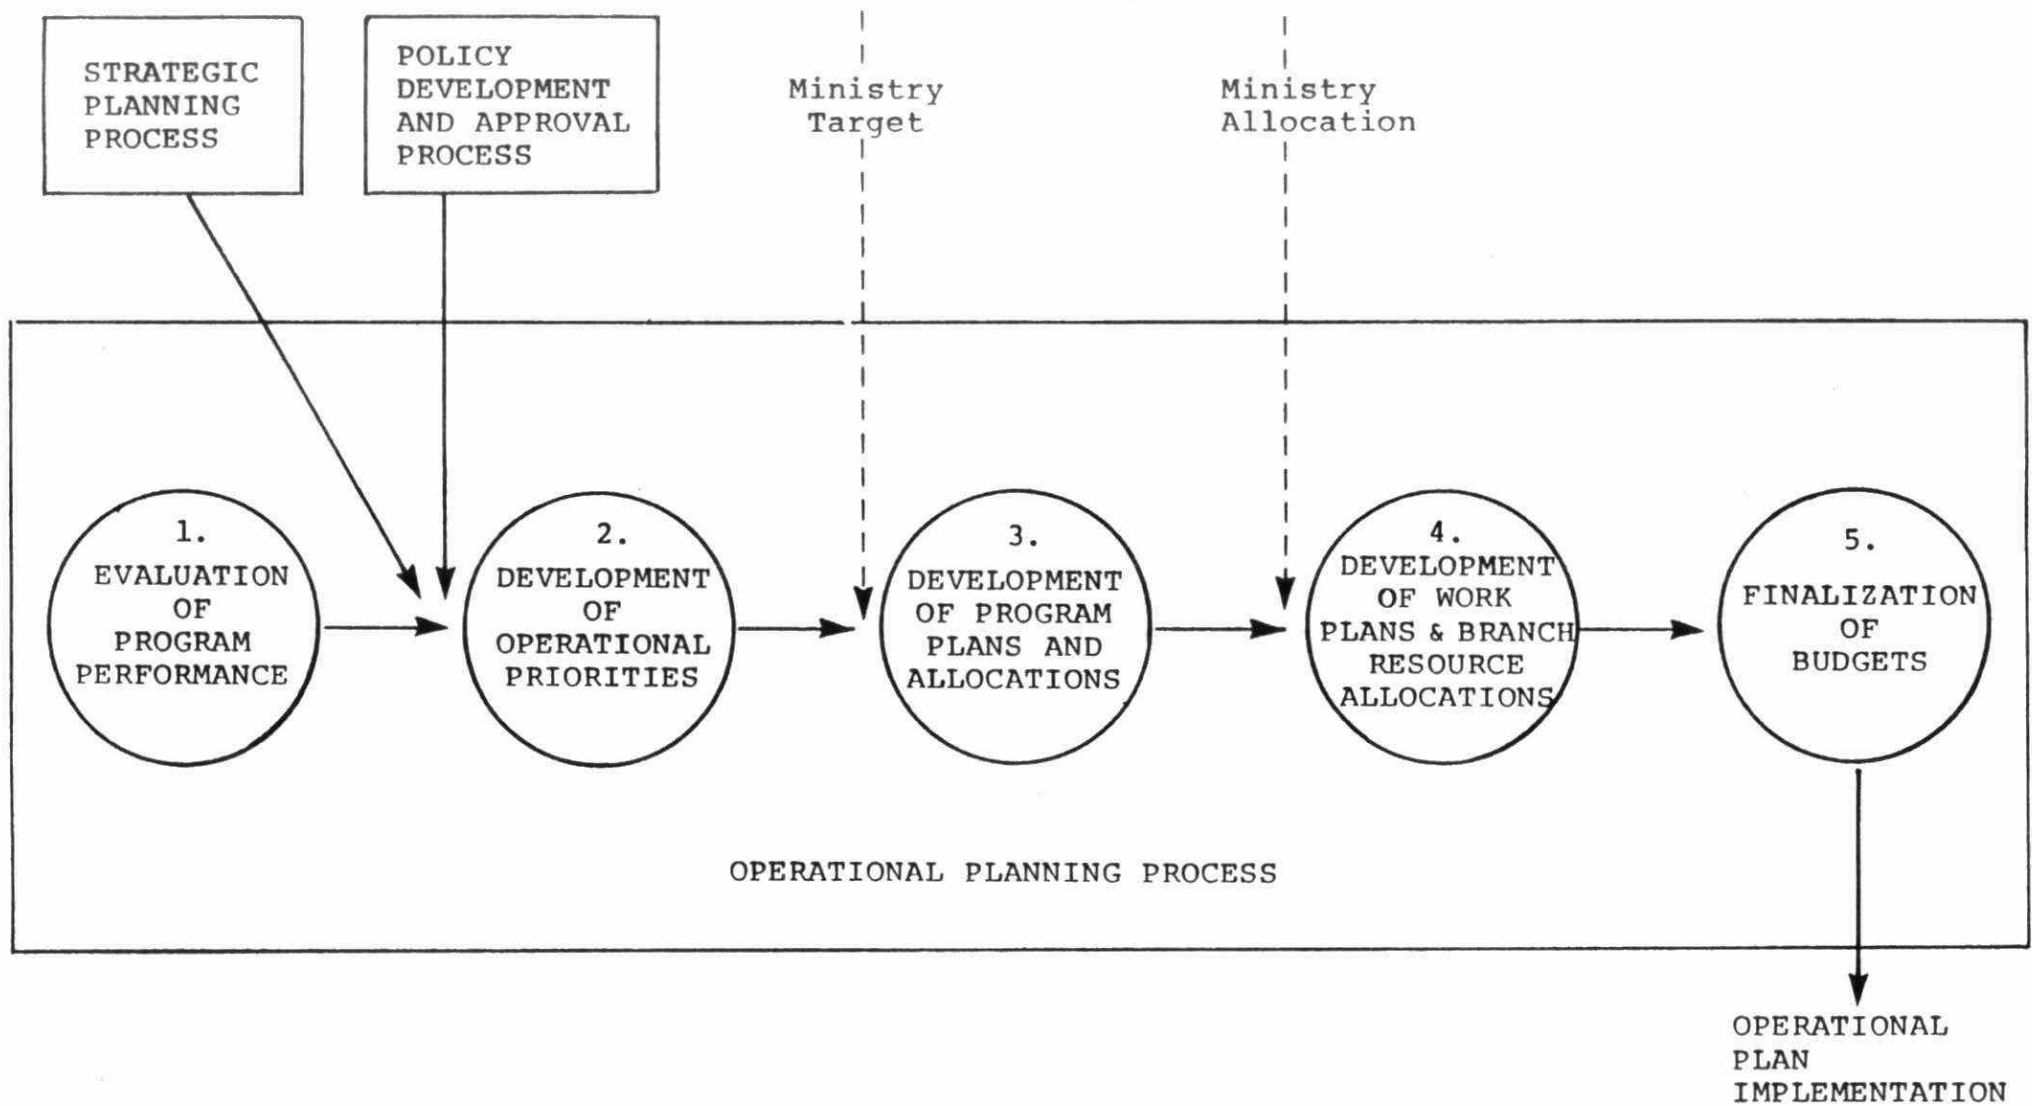 STRATEGIC
PLANNING
PROCESS
POLICY
DEVELOPMENT
AND APPROVAL
PROCESS
Ministry
Target
Ministry
Allocation
1.
EVALUATION
OF
PROGRAM
PERFORMANCE
2.
DEVELOPMENT
OF
OPERATIONAL
PRIORITIES
3.
DEVELOPMENT
OF PROGRAM
PLANS AND
ALLOCATIONS
4.
DEVELOPMENT
OF WORK
PLANS & BRANCH
RESOURCE
ALLOCATIONS
5.
FINALIZATION
OF
BUDGETS
OPERATIONAL PLANNING PROCESS
OPERATIONAL
PLAN
IMPLEMENTATION